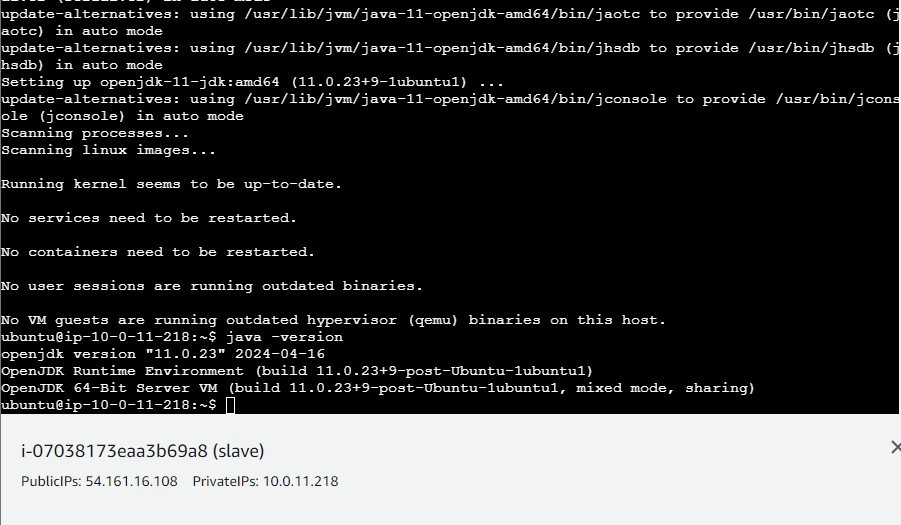 update-alternatives: using /usr/lib/jvm/java-11-openjdk-amd64/bin/jaotc to provide /usr/bin/jaotc (j
aotc) in auto mode
update-alternatives: using /usr/lib/jvm/java-11-openjdk-amd64/bin/jhsdb to provide /usr/bin/jhsdb (j
hsdb) in auto mode
Setting up openjdk-11-jdk:amd64 (11.0.23+9-1ubuntu1) ...
update-alternatives: using /usr/lib/jvm/java-11-openjdk-amd64/bin/jconsole to provide /usr/bin/jcons
ole (jconsole) in auto mode
Scanning processes...
Scanning linux images...
Running kernel seems to be up-to-date.
No services need to be restarted.
No containers need to be restarted.
No user sessions are running outdated binaries.
No VM guests are running outdated hypervisor (qemu) binaries on this host.
ubuntu@ip-10-0-11-218:~$ java -version
openjdk version "11.0.23" 2024-04-16
OpenJDK Runtime Environment (build 11.0.23+9-post-Ubuntu-1ubuntu1)
OpenJDK 64-Bit Server VM (build 11.0.23+9-post-Ubuntu-1ubuntu1, mixed mode, sharing)
ubuntu@ip-10-0-11-218:~$
i-07038173eaa3b69a8 (slave)
PublicIPs: 54.161.16.108 PrivateIPs: 10.0.11.218